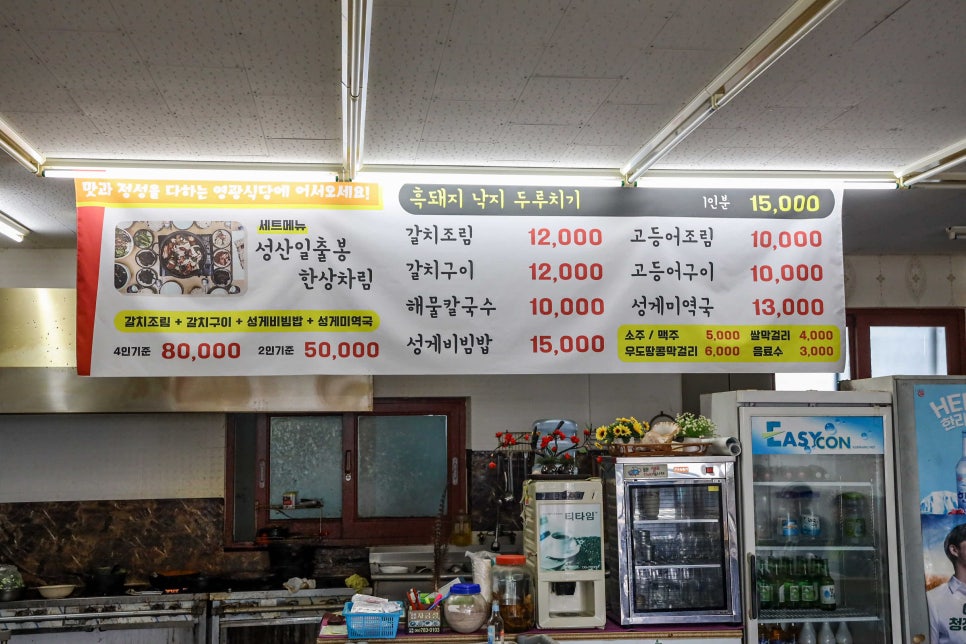 맛과 정성을 다하는 영광식당에 어서오세요!
세트메뉴
성산일출봉
한상차림
갈치조림 + 갈치구이 + 성게비빔밥 + 성게미역국
4인기준 80,000 2인기준 50,000
흑돼지 낙지 두루치기 1인분 15,000
갈치조림 12,000 고등어조림 10,000
갈치구이 12,000 고등어구이 10,000
해물칼국수 10,000 성게미역국 13,000
성게비빔밥 15,000
소주 / 맥주 5,000 쌀막걸리 4,000
우도땅콩막걸리 6,000 음료수 3,000
EASYCON
티타임